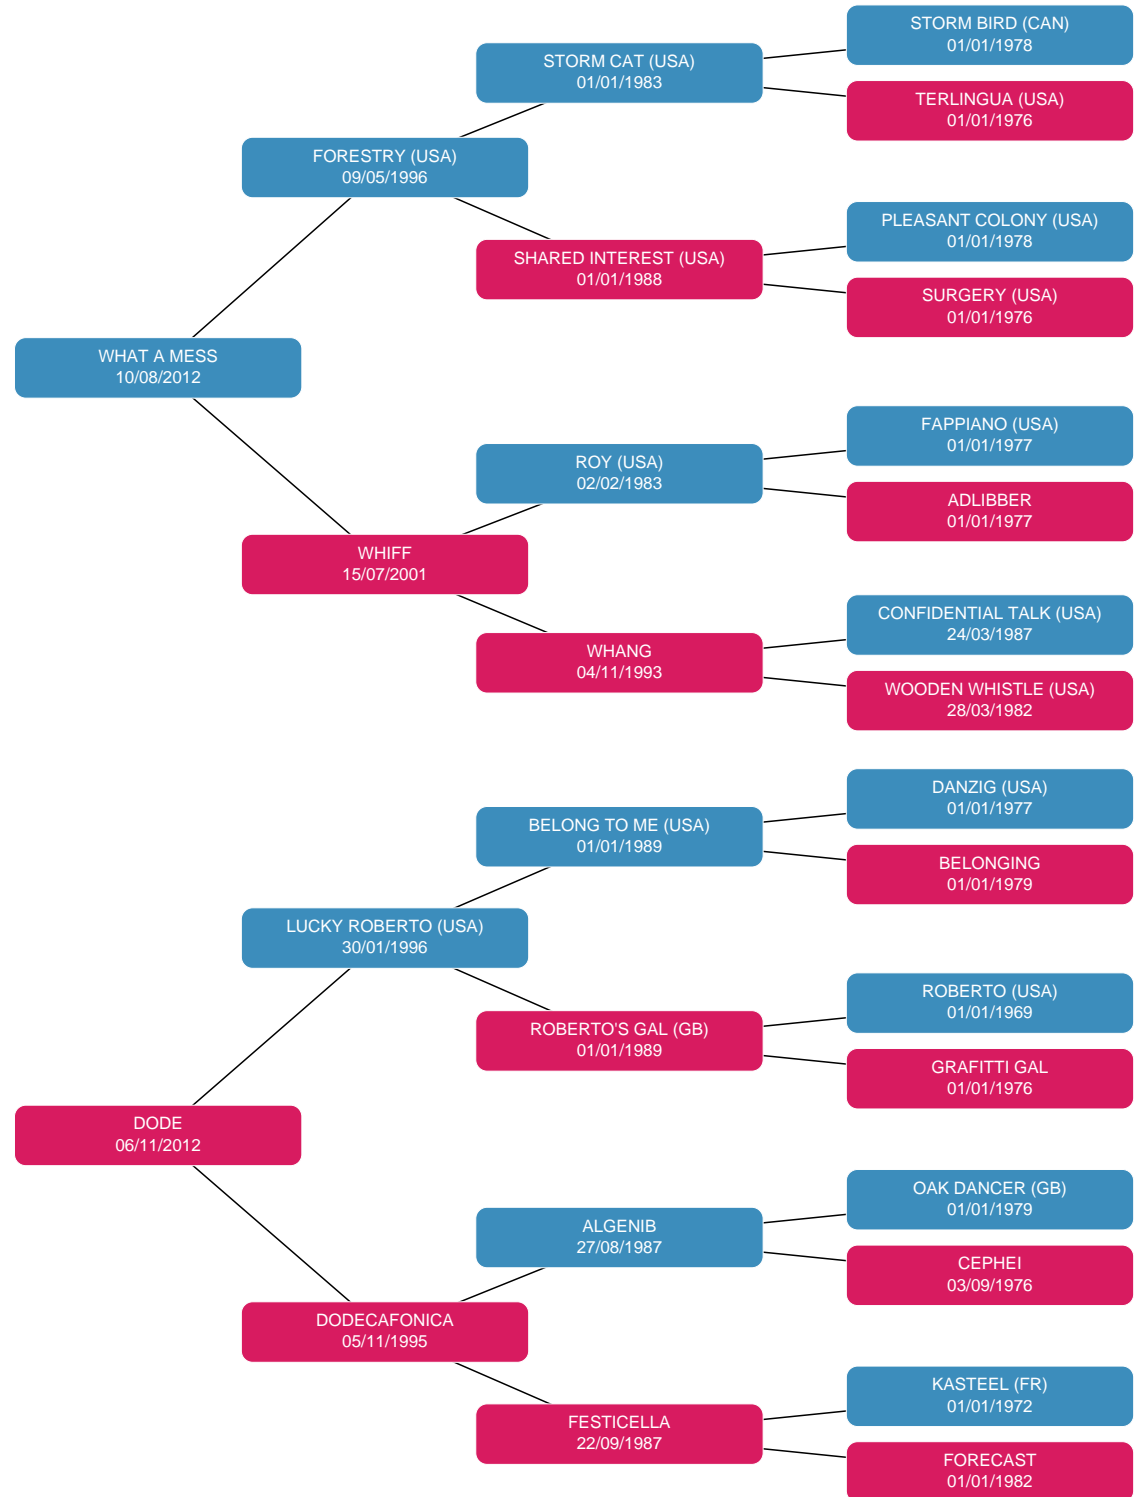 STORM BIRD (CAN)
01/01/1978
STORM CAT (USA)
01/01/1983
TERLINGUA (USA)
01/01/1976
FORESTRY (USA)
09/05/1996
PLEASANT COLONY (USA)
01/01/1978
SHARED INTEREST (USA)
01/01/1988
SURGERY (USA)
01/01/1976
WHAT A MESS
10/08/2012
FAPPIANO (USA)
01/01/1977
ROY (USA)
02/02/1983
ADLIBBER
01/01/1977
WHIFF
15/07/2001
CONFIDENTIAL TALK (USA)
24/03/1987
WHANG
04/11/1993
WOODEN WHISTLE (USA)
28/03/1982
DANZIG (USA)
01/01/1977
BELONG TO ME (USA)
01/01/1989
BELONGING
01/01/1979
LUCKY ROBERTO (USA)
30/01/1996
ROBERTO (USA)
01/01/1969
ROBERTO'S GAL (GB)
01/01/1989
GRAFITTI GAL
01/01/1976
DODE
06/11/2012
OAK DANCER (GB)
01/01/1979
ALGENIB
27/08/1987
CEPHEI
03/09/1976
DODECAFONICA
05/11/1995
KASTEEL (FR)
01/01/1972
FESTICELLA
22/09/1987
FORECAST
01/01/1982